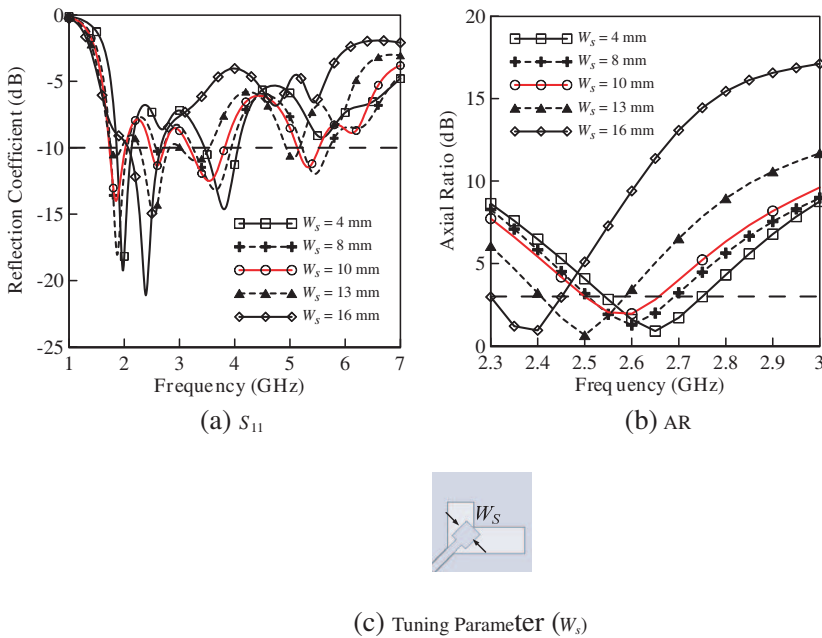 0
-5
-10
-15
-20
-25
Reflection Coefficient (dB)
Ws = 4 mm
Ws = 8 mm
Ws = 10 mm
Ws = 13 mm
Ws = 16 mm
1 2 3 4 5 6 7
Frequency (GHz)
(a) S11
20
15
10
5
0
Axial Ratio (dB)
Ws = 4 mm
Ws = 8 mm
Ws = 10 mm
Ws = 13 mm
Ws = 16 mm
2.3 2.4 2.5 2.6 2.7 2.8 2.9 3
Frequency (GHz)
(b) AR
WS
(c) Tuning Parameter (Ws)